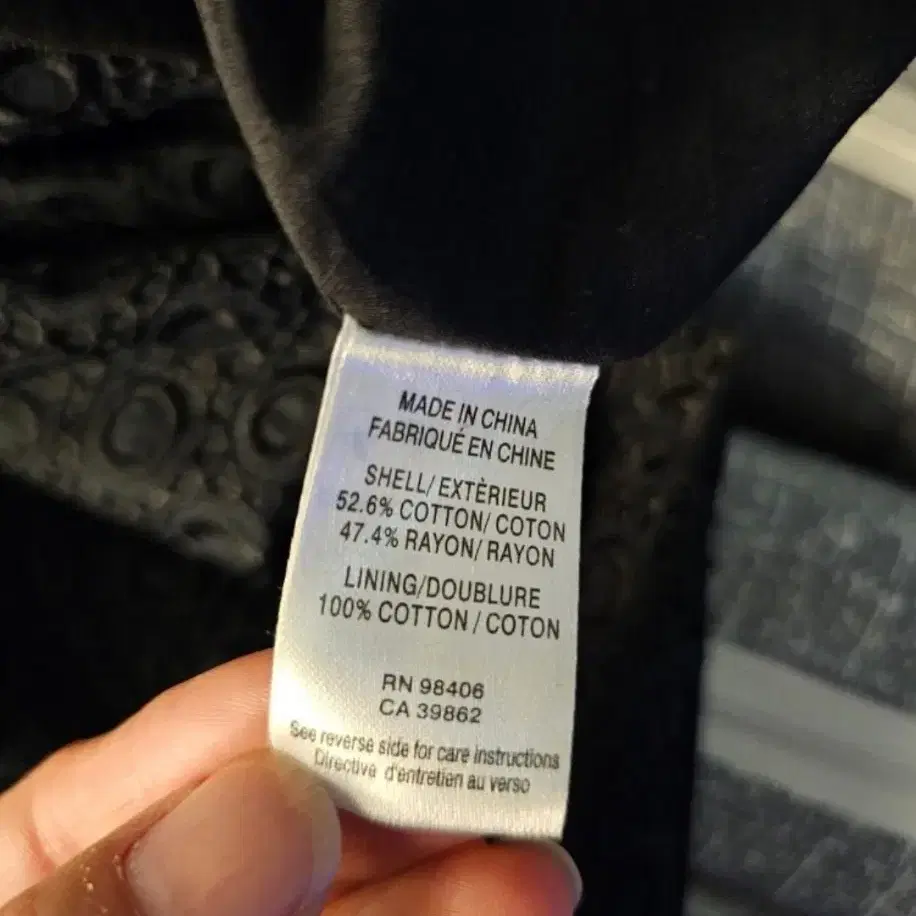 MADE IN CHINA
FABRIQUÉ EN CHINE
SHELL/EXTÈRIEUR
52.6% COTTON/COTON
47.4% RAYON/RAYON
LINING/DOUBLURE
100% COTTON/COTON
RN 98406
CA 39862
See reverse side for care instructions
Directive d'entretien au verso